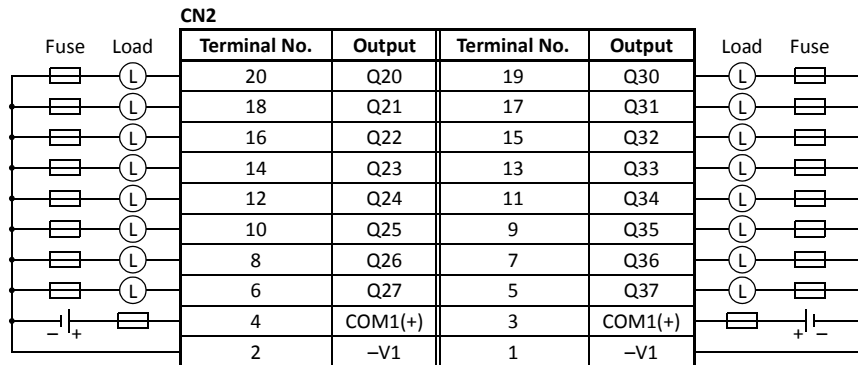 CN2
Fuse Load Terminal No. Output Terminal No. Output Load Fuse
L 20 Q20 19 Q30 L
L 18 Q21 17 Q31 L
L 16 Q22 15 Q32 L
L 14 Q23 13 Q33 L
L 12 Q24 11 Q34 L
L 10 Q25 9 Q35 L
L 8 Q26 7 Q36 L
L 6 Q27 5 Q37 L
– + 4 COM1(+) 3 COM1(+) + –
2 –V1 1 –V1